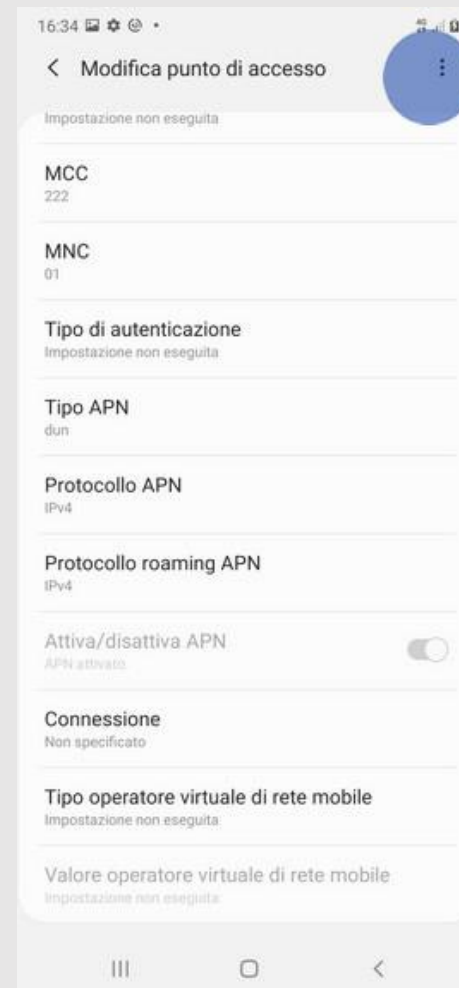 16:34
Modifica punto di accesso
Impostazione non eseguita
MCC
222
MNC
01
Tipo di autenticazione
Impostazione non eseguita
Tipo APN
dun
Protocollo APN
IPv4
Protocollo roaming APN
IPv4
Attiva/disattiva APN
APN attivato
Connessione
Non specificato
Tipo operatore virtuale di rete mobile
Impostazione non eseguita
Valore operatore virtuale di rete mobile
Impostazione non eseguita